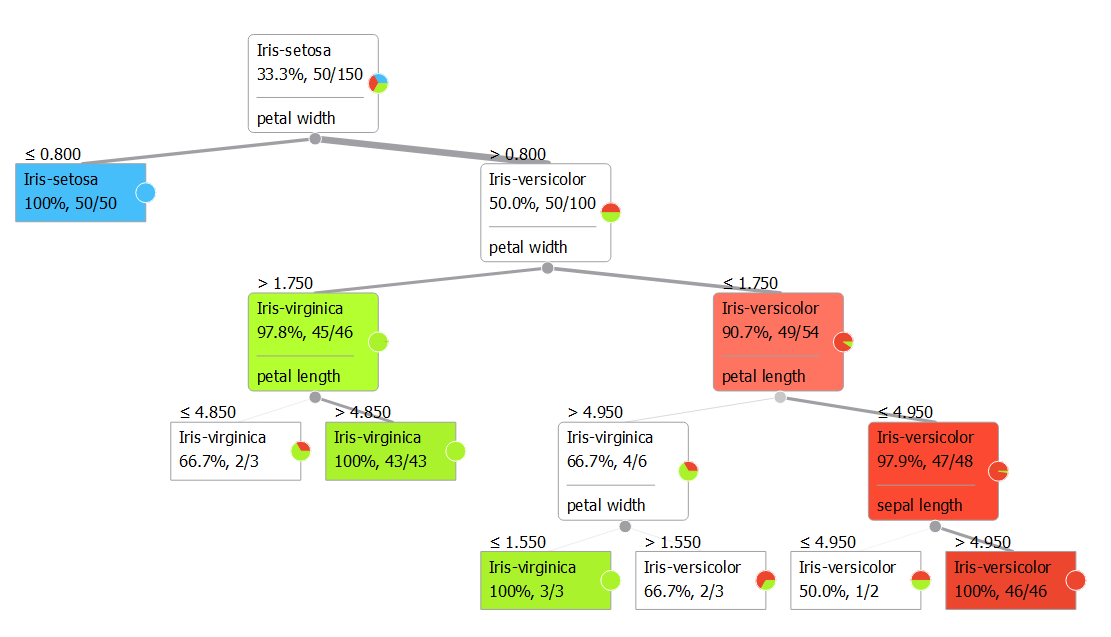 Iris-setosa
33.3%, 50/150
petal width
≤ 0.800
> 0.800
Iris-setosa
100%, 50/50
Iris-versicolor
50.0%, 50/100
petal width
> 1.750
≤ 1.750
Iris-virginica
97.8%, 45/46
petal length
Iris-versicolor
90.7%, 49/54
petal length
≤ 4.850
> 4.850
> 4.950
≤ 4.950
Iris-virginica
66.7%, 2/3
Iris-virginica
100%, 43/43
Iris-virginica
66.7%, 4/6
petal width
Iris-versicolor
97.9%, 47/48
sepal length
≤ 1.550
> 1.550
≤ 4.950
> 4.950
Iris-virginica
100%, 3/3
Iris-versicolor
66.7%, 2/3
Iris-versicolor
50.0%, 1/2
Iris-versicolor
100%, 46/46